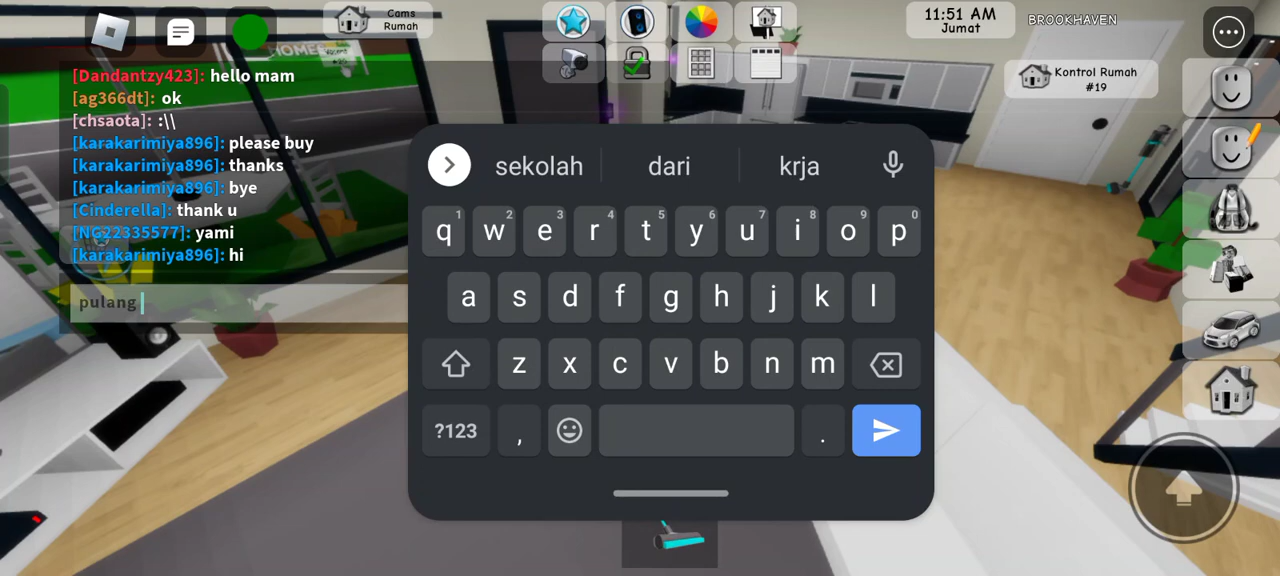 Cams
Rumah
11:51 AM
Jumat
BROOKHAVEN
HOME
Kontrol Rumah
#19
[Dandantzy423]: hello mam
[ag366dt]: ok
[chsaota]: :\\
[karakarimiya896]: please buy
[karakarimiya896]: thanks
[karakarimiya896]: bye
[Cinderella]: thank u
[NG22335577]: yami
[karakarimiya896]: hi
pulang
sekolah dari krja
1 2 3 4 5 6 7 8 9 0
q w e r t y u i o p
a s d f g h j k l
z x c v b n m
?123 , .